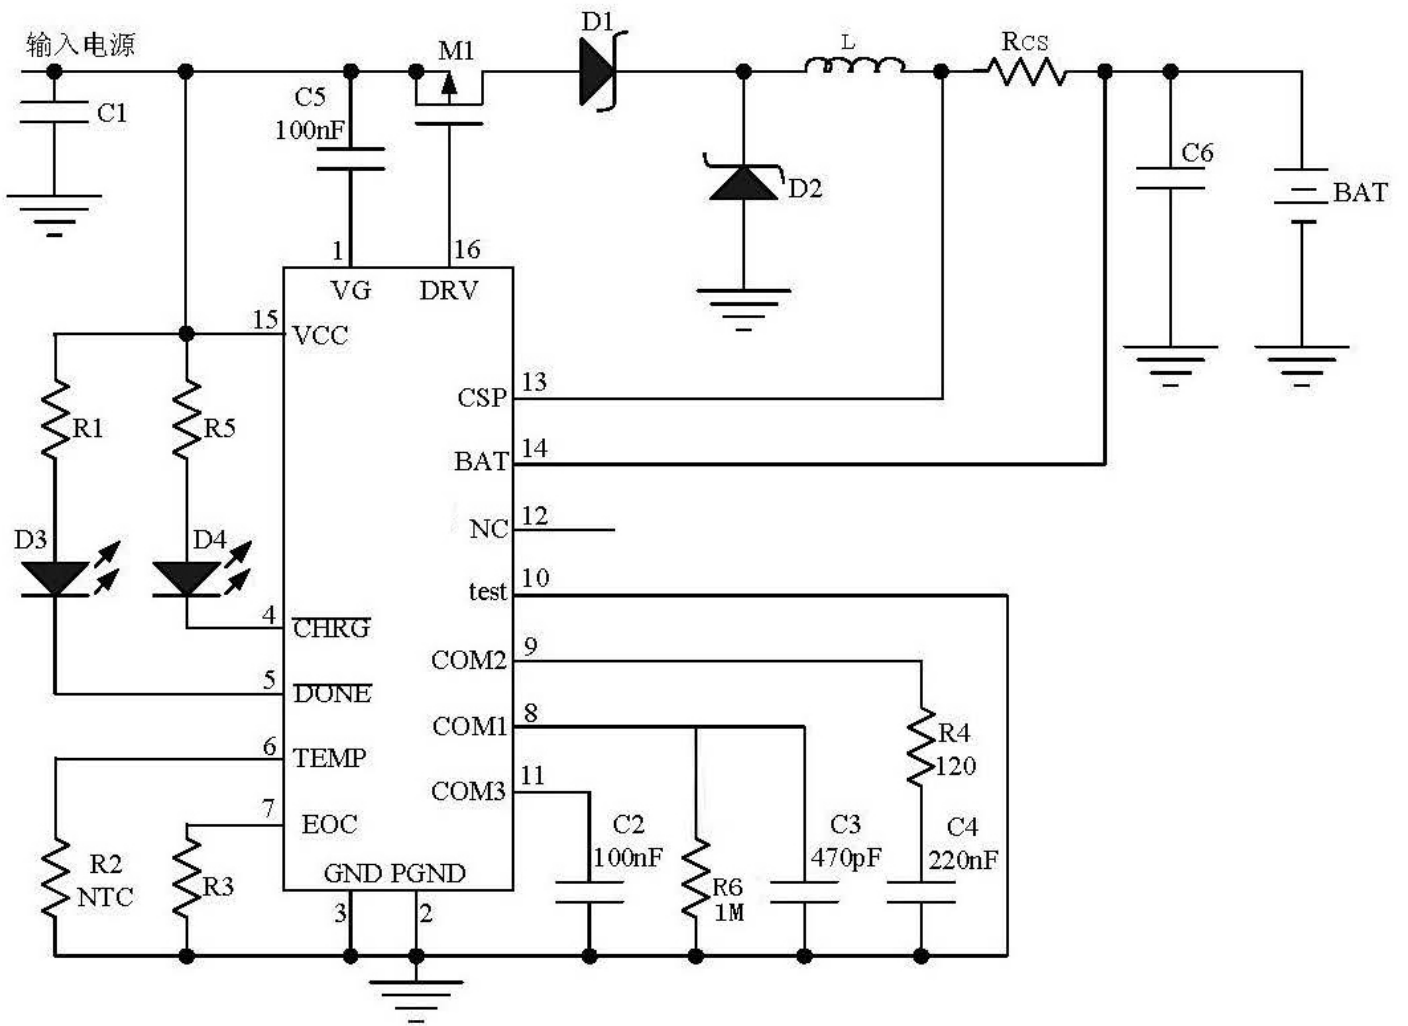 输入电源
M1
D1
L
RCS
C1
C5
100nF
D2
C6
BAT
1
16
VG
DRV
15
VCC
13
CSP
14
BAT
R1
R5
12
NC
D3
D4
10
test
4
CHRG
9
COM2
5
DONE
8
COM1
R4
120
6
TEMP
11
COM3
7
EOC
C2
100nF
C3
470pF
C4
220nF
R2
NTC
R3
GND
PGND
R6
1M
3
2